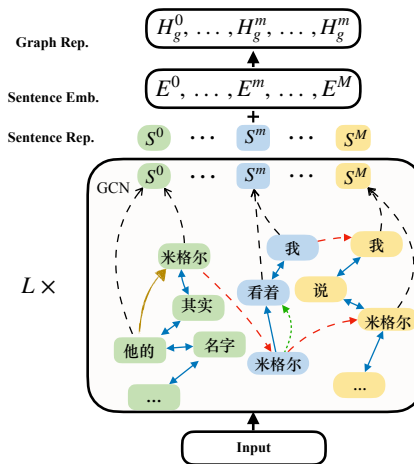 Graph Rep. H_g^0, ..., H_g^m, ..., H_g^m
Sentence Emb. E^0, ..., E^m, ..., E^M
+
Sentence Rep. S^0 ... S^m ... S^M
GCN S^0 ... S^m ... S^M
我 我
米格尔
看着 说
L ×
其实
米格尔
他的 名字
米格尔
... ...
Input